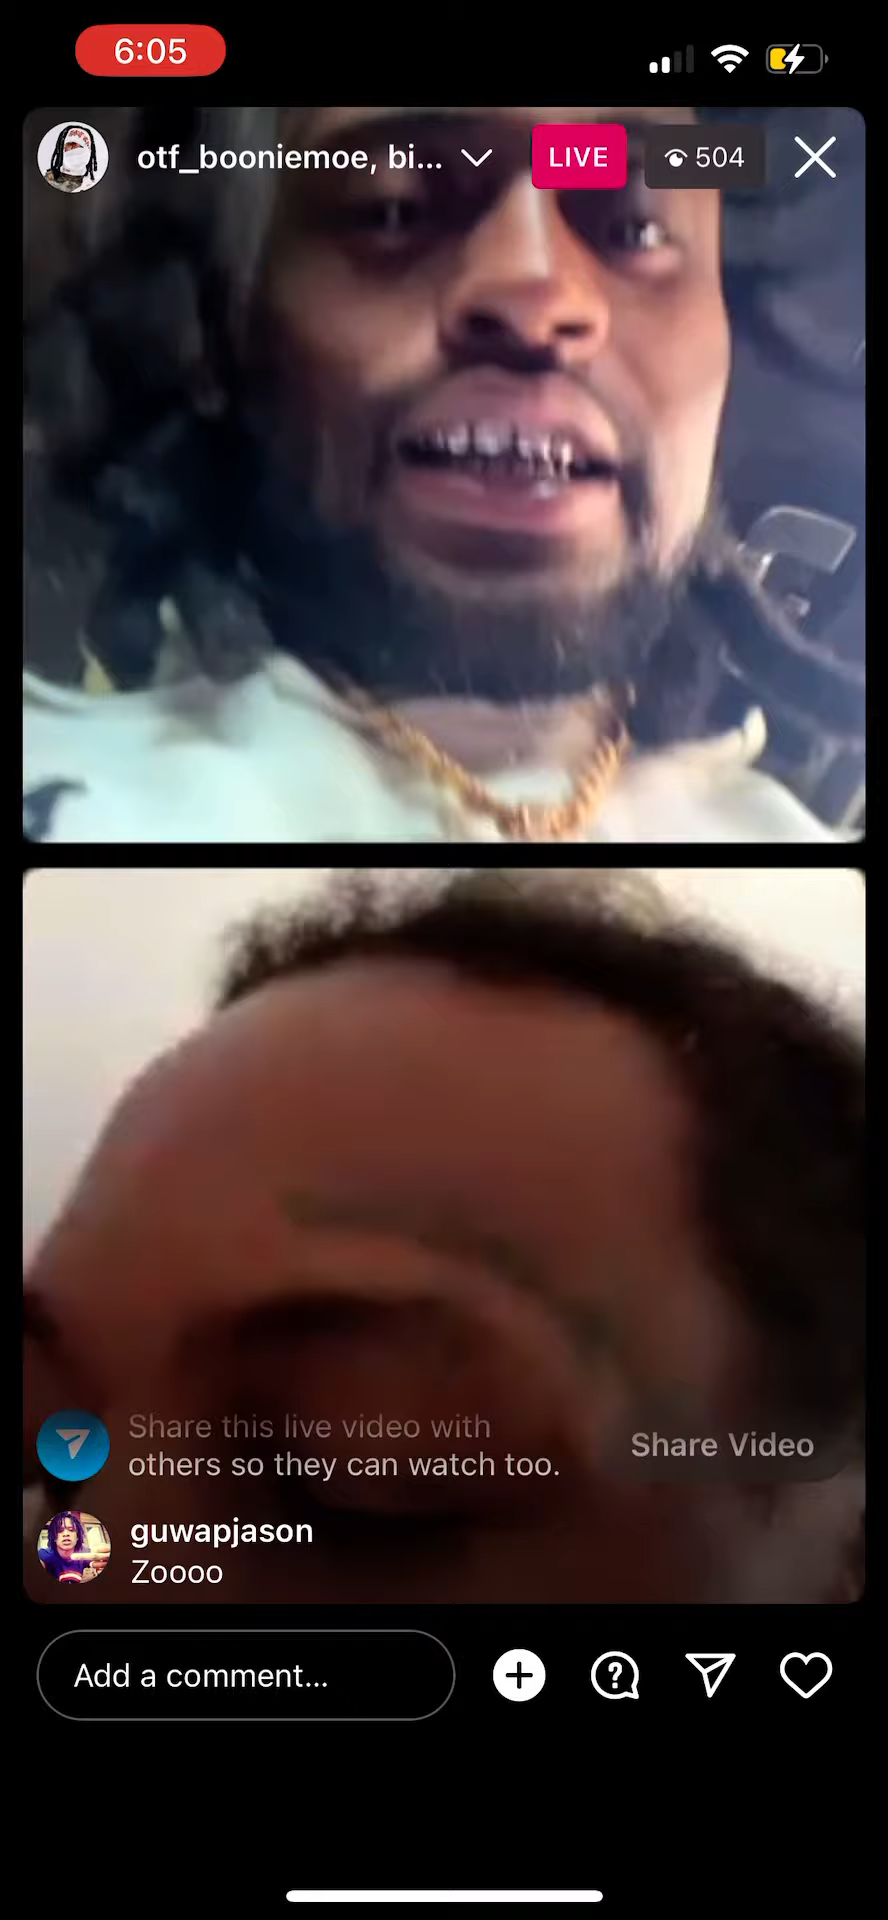 6:05
otf_booniemoe, bi...
LIVE
504
Share this live video with
others so they can watch too.
Share Video
guwapjason
Zoooo
Add a comment...